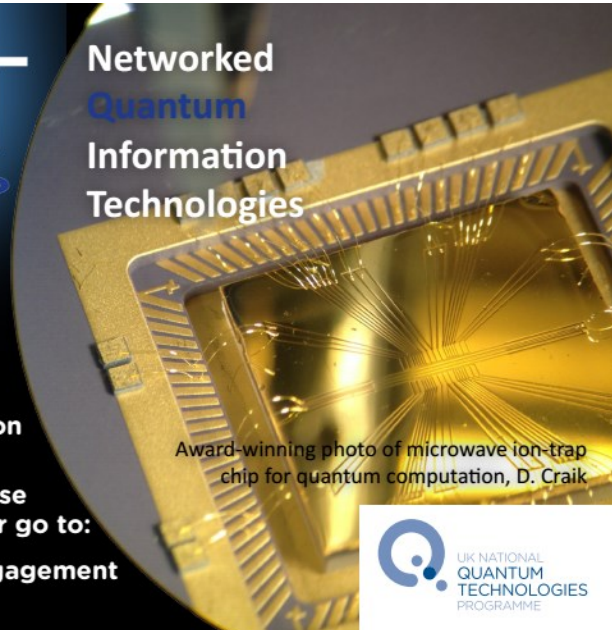 Networked
Quantum
Information
Technologies
on
se
r go to:
gagement
Award-winning photo of microwave ion-trap
chip for quantum computation, D. Craik
UK NATIONAL
QUANTUM
TECHNOLOGIES
PROGRAMME